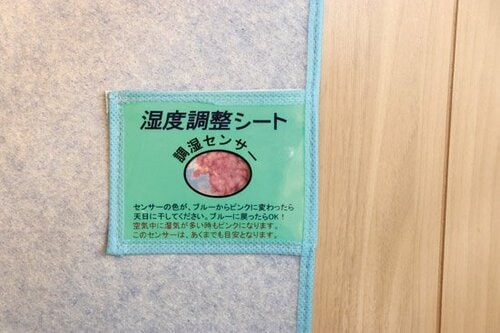 湿度調整シート
調湿センサー
センサーの色が、ブルーからピンクに変わったら
天日に干してください。ブルーに戻ったらOK！
空気中に湿気が多い時もピンクになります。
このセンサーは、あくまでも目安となります。